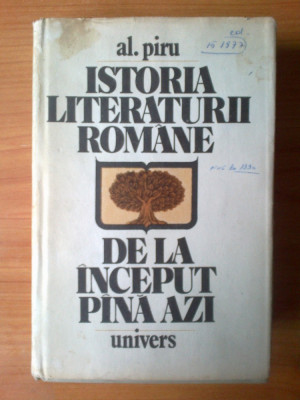 al. piru
ISTORIA
LITERATURII
ROMÂNE
DE LA
ÎNCEPUT
PÎNĂ AZI
univers